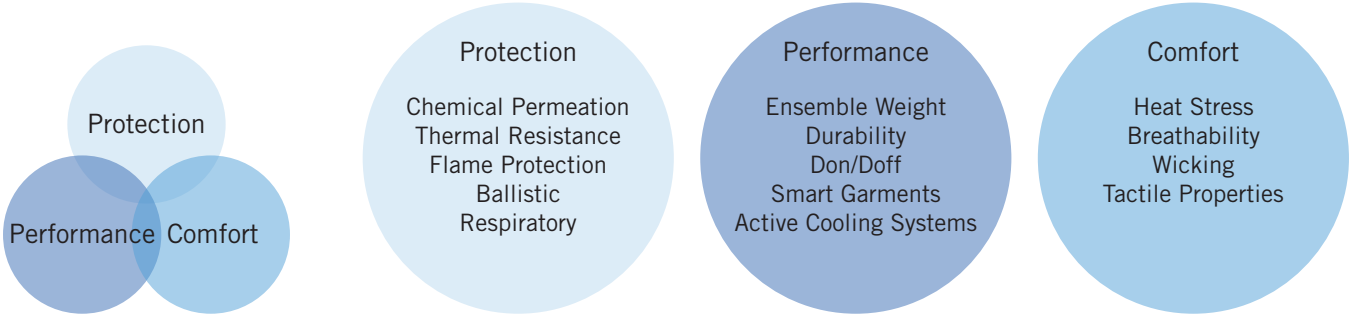 Protection
Performance
Comfort
Protection
Chemical Permeation
Thermal Resistance
Flame Protection
Ballistic
Respiratory
Performance
Ensemble Weight
Durability
Don/Doff
Smart Garments
Active Cooling Systems
Comfort
Heat Stress
Breathability
Wicking
Tactile Properties